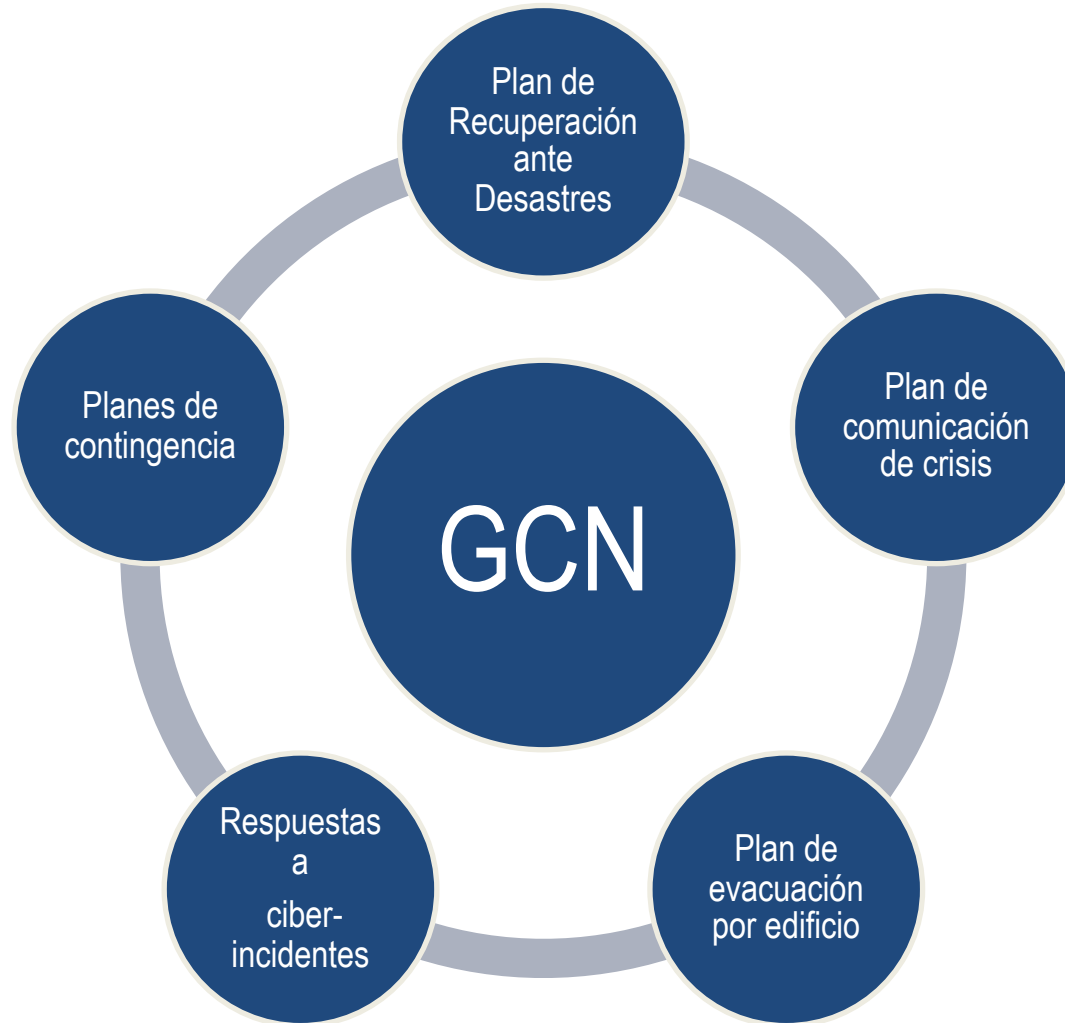 Plan de
Recuperación
ante
Desastres
Plan de
comunicación
de crisis
Plan de
evacuación
por edificio
Respuestas
a
ciber-
incidentes
Planes de
contingencia
GCN